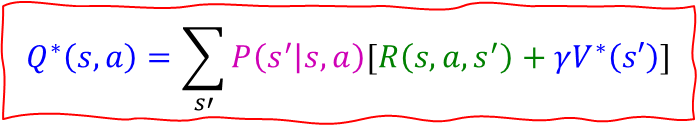 Q*(s,a) = ∑ P(s′|s,a)[R(s,a,s′) + γV*(s′)]
s′